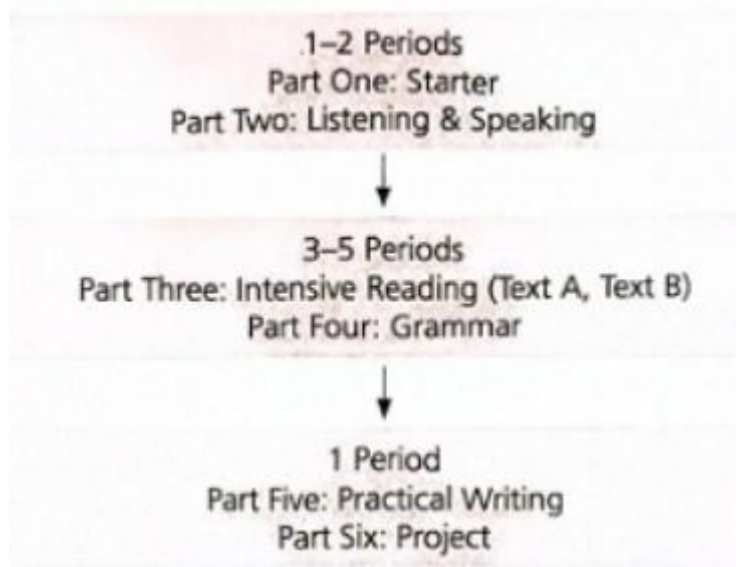 1–2 Periods
Part One: Starter
Part Two: Listening & Speaking
3–5 Periods
Part Three: Intensive Reading (Text A, Text B)
Part Four: Grammar
1 Period
Part Five: Practical Writing
Part Six: Project